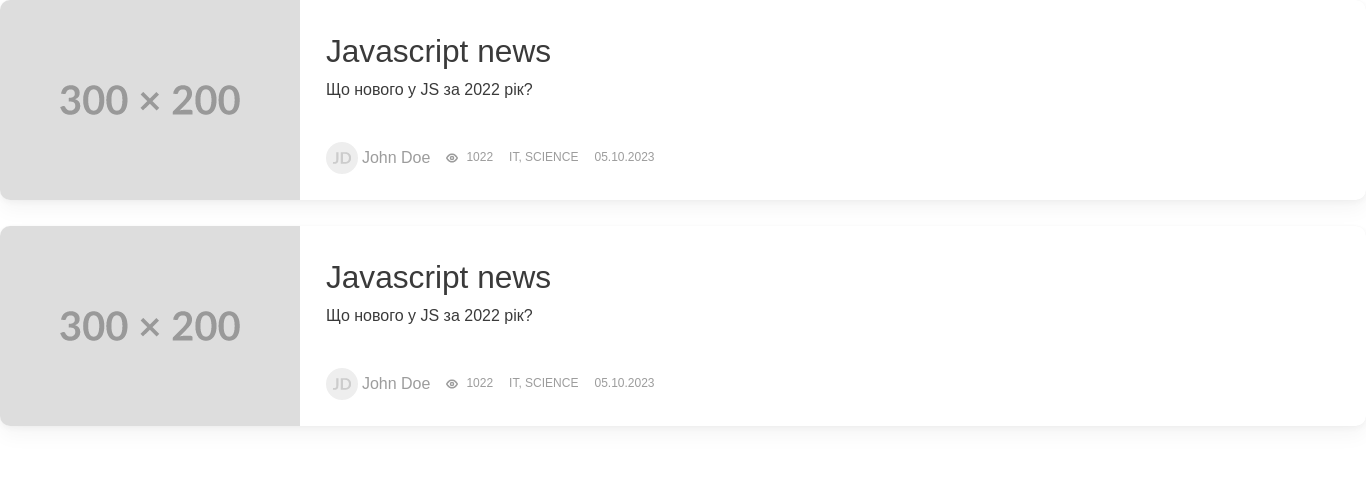 300 × 200
Javascript news
Що нового у JS за 2022 рік?
JD John Doe 1022 IT, SCIENCE 05.10.2023
300 × 200
Javascript news
Що нового у JS за 2022 рік?
JD John Doe 1022 IT, SCIENCE 05.10.2023